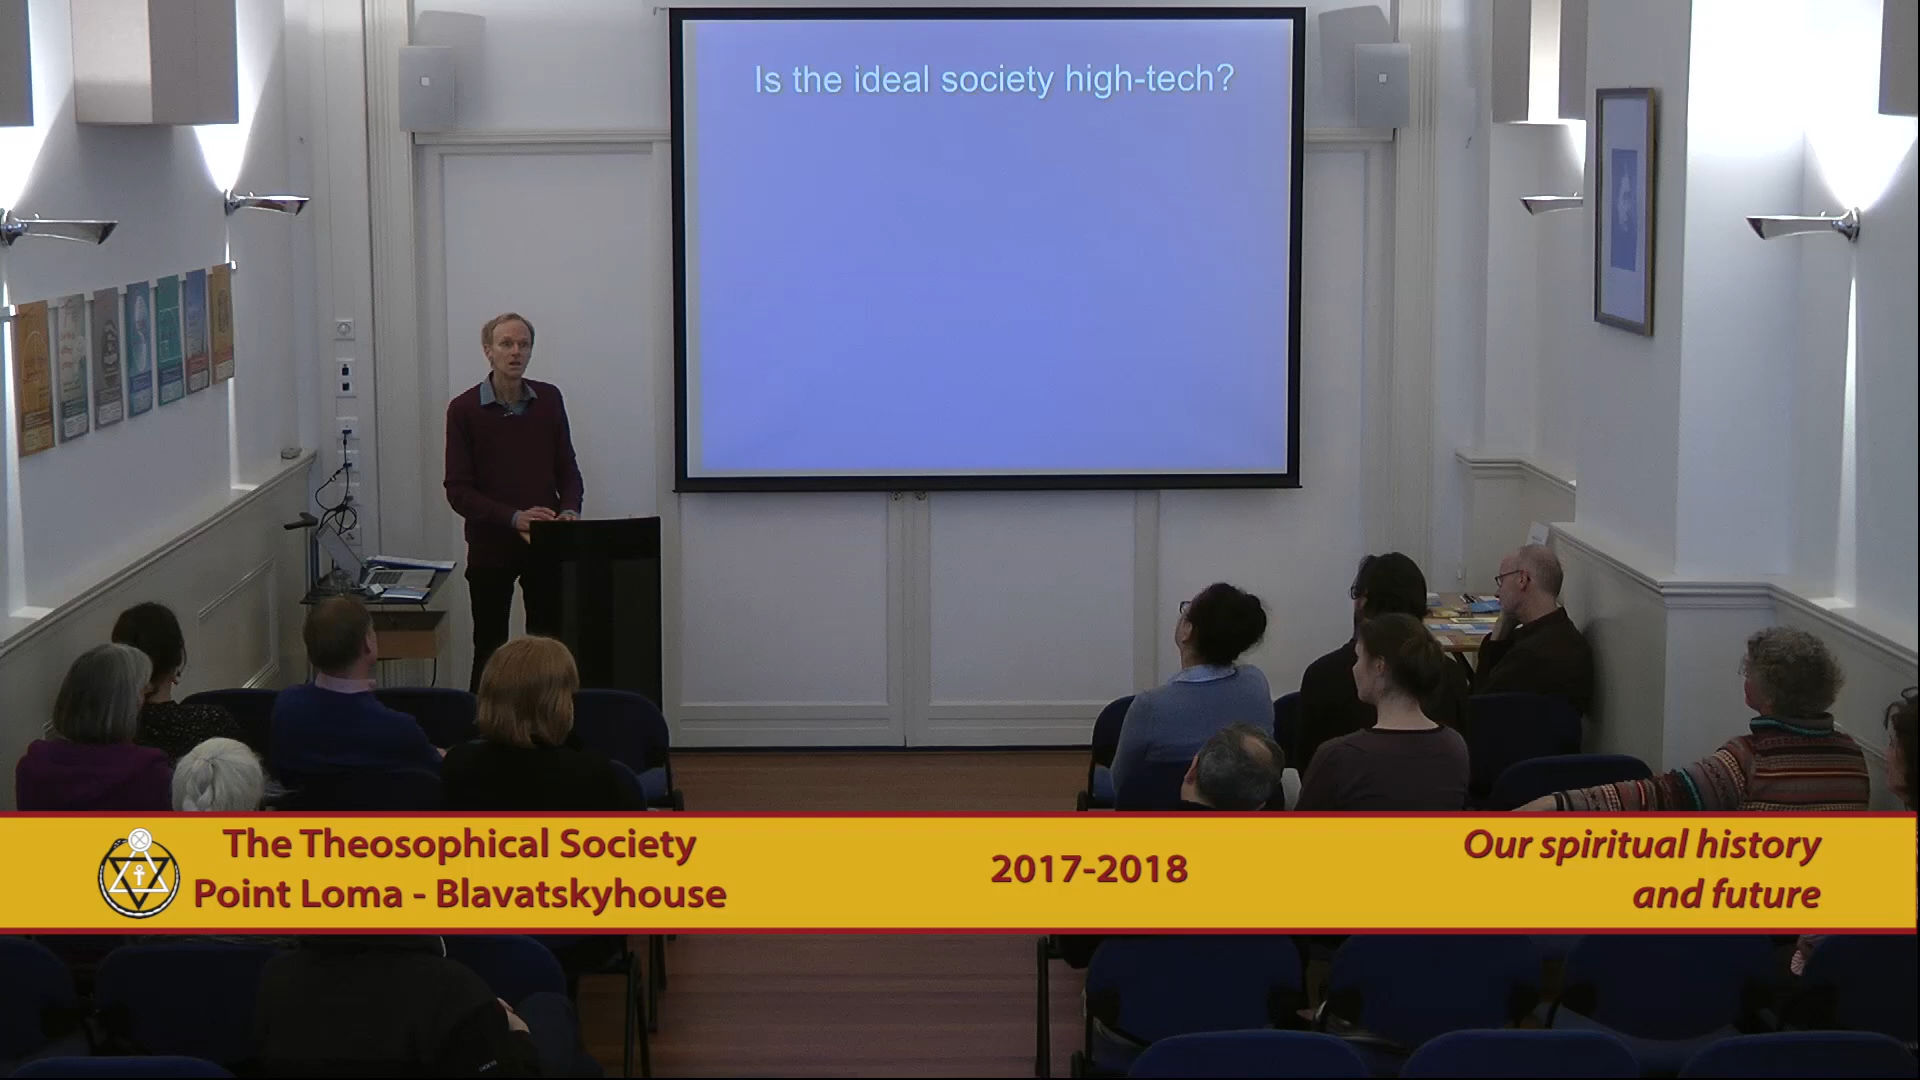 Is the ideal society high-tech?
The Theosophical Society
Point Loma - Blavatskyhouse
2017-2018
Our spiritual history
and future